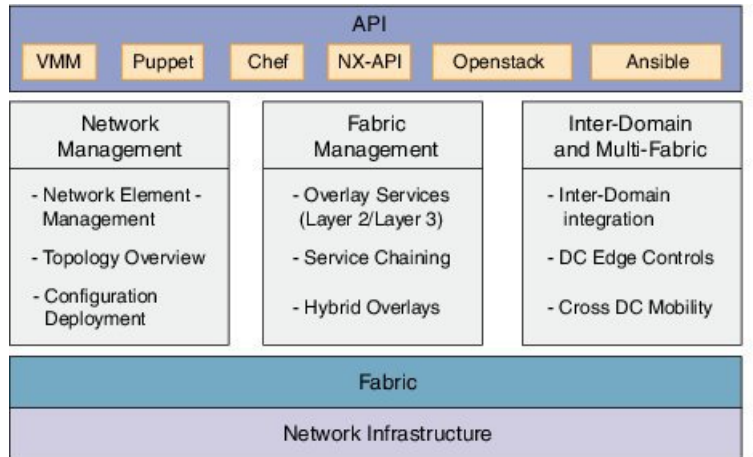 API
VMM Puppet Chef NX-API Openstack Ansible
Network
Management
- Network Element -
Management
- Topology Overview
- Configuration
Deployment
Fabric
Management
- Overlay Services
(Layer 2/Layer 3)
- Service Chaining
- Hybrid Overlays
Inter-Domain
and Multi-Fabric
- Inter-Domain
integration
- DC Edge Controls
- Cross DC Mobility
Fabric
Network Infrastructure